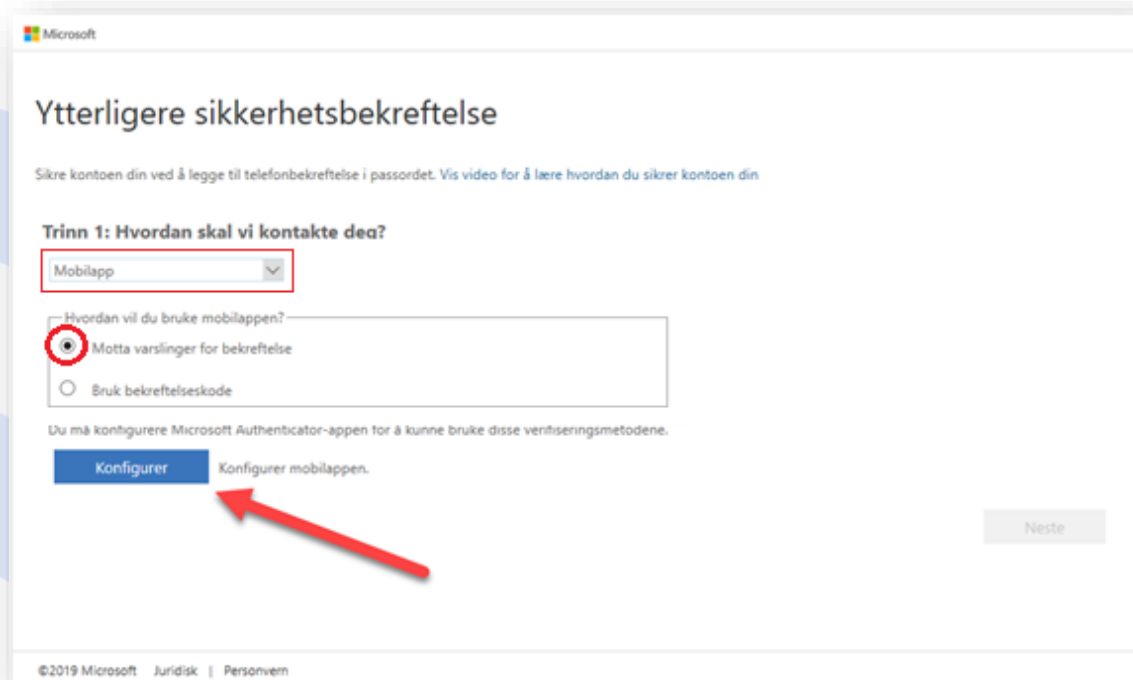 Microsoft
Ytterligere sikkerhetsbekreftelse
Sikre kontoen din ved å legge til telefonbekreftelse i passordet. Vis video for å lære hvordan du sikrer kontoen din
Trinn 1: Hvordan skal vi kontakte deg?
Mobilapp
Hvordan vil du bruke mobilappen?
Motta varslinger for bekreftelse
Bruk bekreftelseskode
Du må konfigurere Microsoft Authenticator-appen for å kunne bruke disse verifiseringsmetodene.
Konfigurer Konfigurer mobilappen.
Neste
©2019 Microsoft Juridisk | Personvern